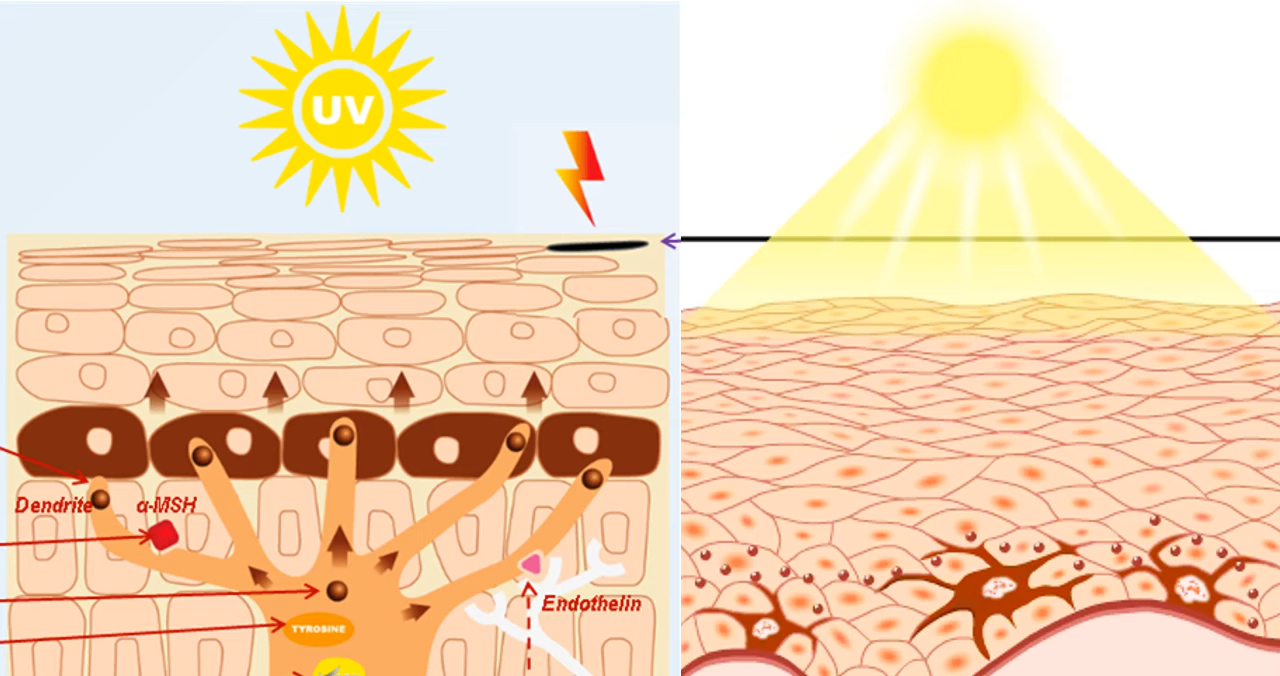 UV
Dendrite
α-MSH
Endothelin
TYROSINE